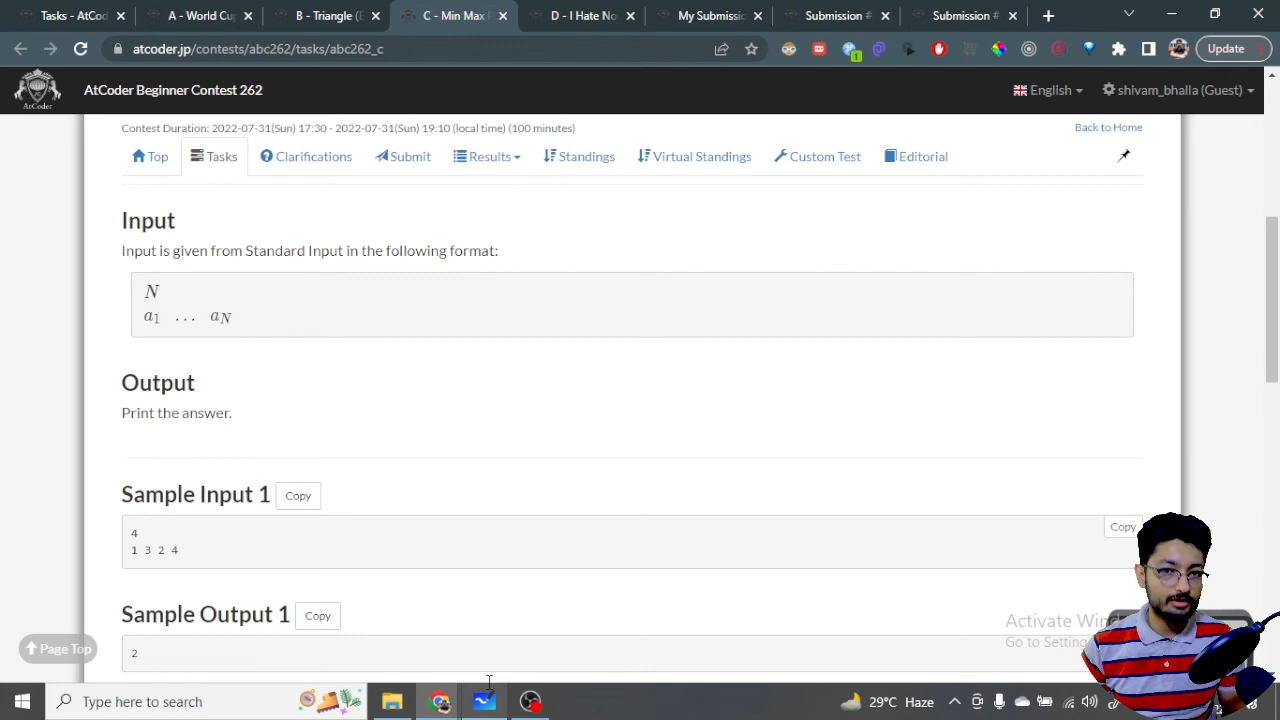 Tasks - AtCod
A - World Cup
B - Triangle (E
C - Min Max
D - I Hate No
My Submissio
Submission #
Submission #
atcoder.jp/contests/abc262/tasks/abc262_c
1
Update
AtCoder
AtCoder Beginner Contest 262
English
shivam_bhalla (Guest)
Contest Duration: 2022-07-31(Sun) 17:30 - 2022-07-31(Sun) 19:10 (local time) (100 minutes)
Back to Home
Top
Tasks
Clarifications
Submit
Results
Standings
Virtual Standings
Custom Test
Editorial
Input
Input is given from Standard Input in the following format:
N
a1 ... aN
Output
Print the answer.
Sample Input 1
Copy
Copy
4
1 3 2 4
Sample Output 1
Copy
2
Page Top
Activate Win
Go to Setting
Type here to search
29°C Haze